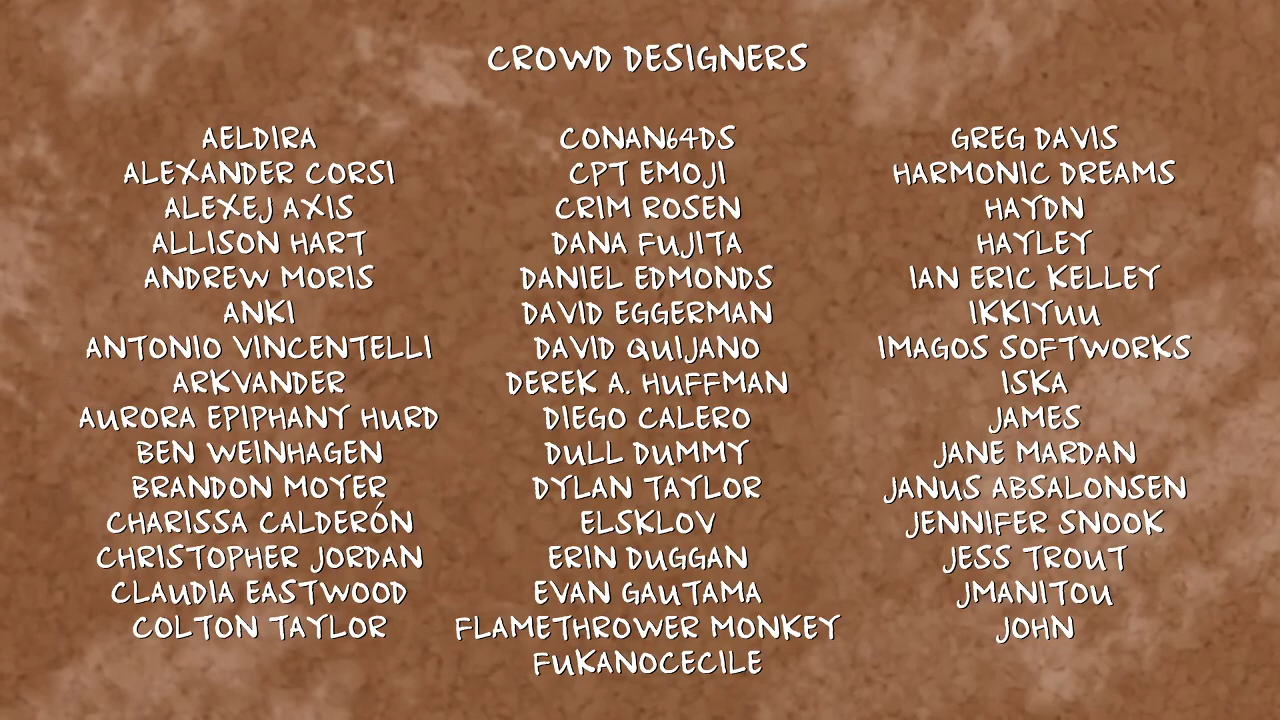 CROWD DESIGNERS
AELDIRA
ALEXANDER CORSI
ALEXEJ AXIS
ALLISON HART
ANDREW MORIS
ANKI
ANTONIO VINCENTELLI
ARKVANDER
AURORA EPIPHANY HURD
BEN WEINHAGEN
BRANDON MOYER
CHARISSA CALDERÓN
CHRISTOPHER JORDAN
CLAUDIA EASTWOOD
COLTON TAYLOR
CONAN64DS
CPT EMOJI
CRIM ROSEN
DANA FUJITA
DANIEL EDMONDS
DAVID EGGERMAN
DAVID QUIJANO
DEREK A. HUFFMAN
DIEGO CALERO
DULL DUMMY
DYLAN TAYLOR
ELSKLOV
ERIN DUGGAN
EVAN GAUTAMA
FLAMETHROWER MONKEY
FUKANOCECILE
GREG DAVIS
HARMONIC DREAMS
HAYDN
HAYLEY
IAN ERIC KELLEY
IKKIYUU
IMAGOS SOFTWORKS
ISKA
JAMES
JANE MARDAN
JANUS ABSALONSEN
JENNIFER SNOOK
JESS TROUT
JMANITOU
JOHN